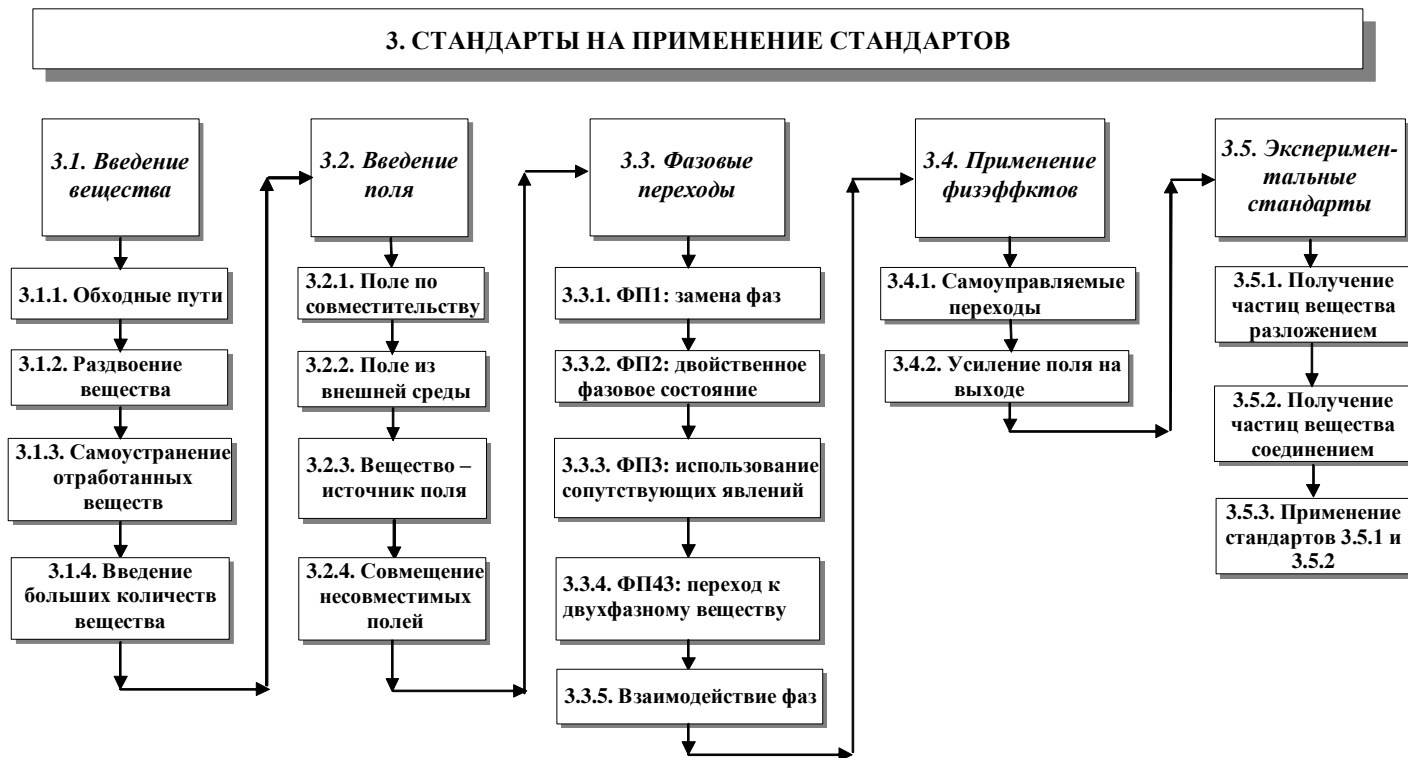 3. СТАНДАРТЫ НА ПРИМЕНЕНИЕ СТАНДАРТОВ
3.1. Введение
вещества
3.1.1. Обходные пути
3.1.2. Раздвоение
вещества
3.1.3. Самоустранение
отработанных
веществ
3.1.4. Введение
больших количеств
вещества
3.2. Введение
поля
3.2.1. Поле по
совместительству
3.2.2. Поле из
внешней среды
3.2.3. Вещество –
источник поля
3.2.4. Совмещение
несовместимых
полей
3.3. Фазовые
переходы
3.3.1. ФП1: замена фаз
3.3.2. ФП2: двойственное
фазовое состояние
3.3.3. ФП3: использование
сопутствующих явлений
3.3.4. ФП43: переход к
двухфазному веществу
3.3.5. Взаимодействие фаз
3.4. Применение
физэффктов
3.4.1. Самоуправляемые
переходы
3.4.2. Усиление поля на
выходе
3.5. Эксперимен-
тальные
стандарты
3.5.1. Получение
частиц вещества
разложением
3.5.2. Получение
частиц вещества
соединением
3.5.3. Применение
стандартов 3.5.1 и
3.5.2